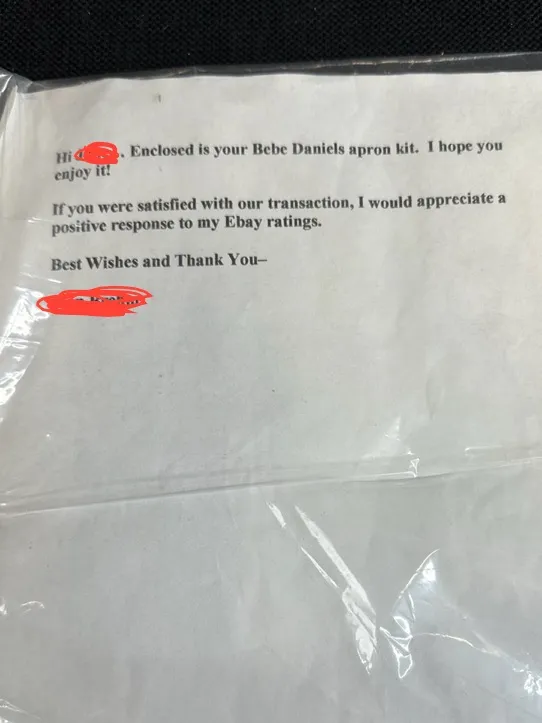 Hi . Enclosed is your Bebe Daniels apron kit. I hope you
enjoy it!
If you were satisfied with our transaction, I would appreciate a
positive response to my Ebay ratings.
Best Wishes and Thank You–